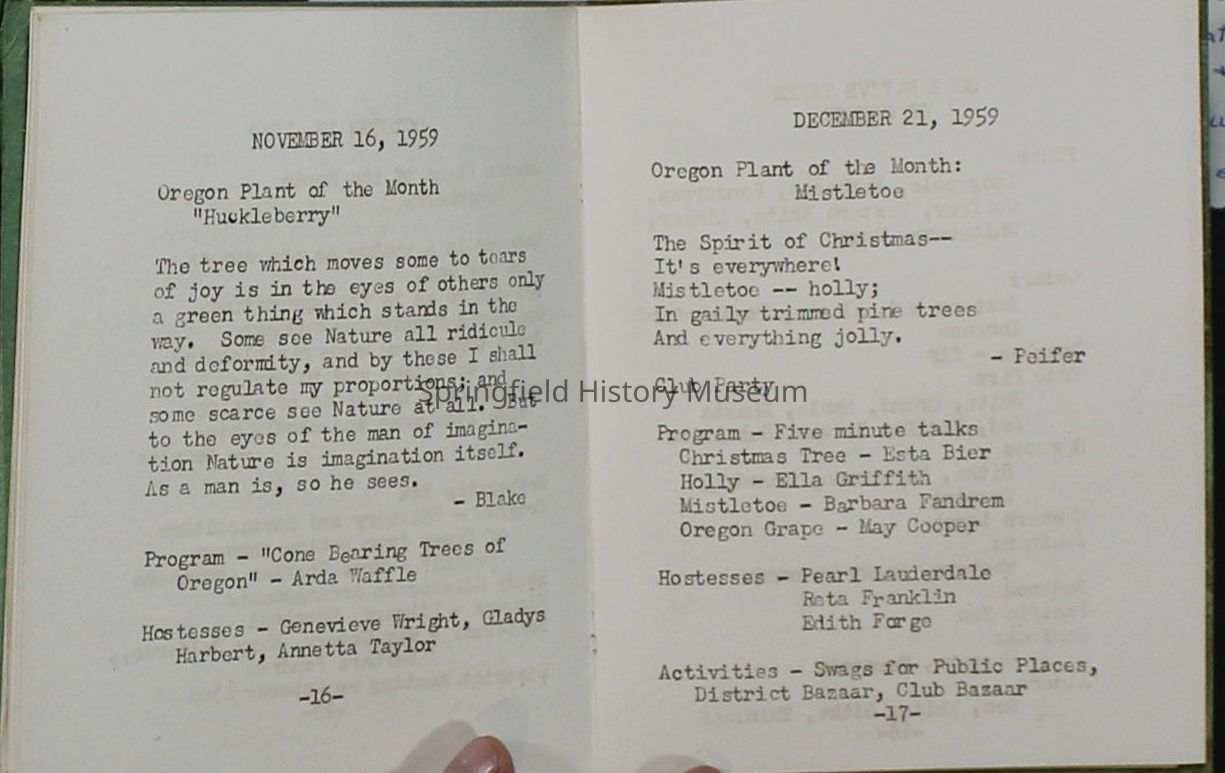 NOVEMBER 16, 1959
Oregon Plant of the Month
"Huckleberry"
The tree which moves some to tears
of joy is in the eyes of others only
a green thing which stands in the
way. Some see Nature all ridicule
and deformity, and by these I shall
not regulate my proportions; and
some scarce see Nature at all. But
to the eyes of the man of imagina-
tion Nature is imagination itself.
As a man is, so he sees.
- Blake
Program - "Cone Bearing Trees of
Oregon" - Arda Waffle
Hostesses - Genevieve Wright, Gladys
Harbert, Annetta Taylor
-16-
DECEMBER 21, 1959
Oregon Plant of the Month:
Mistletoe
The Spirit of Christmas--
It's everywhere!
Mistletoe -- holly;
In gaily trimmed pine trees
And everything jolly.
- Peifer
Club Party
Program - Five minute talks
Christmas Tree - Esta Bier
Holly - Ella Griffith
Mistletoe - Barbara Fandrem
Oregon Grape - May Cooper
Hostesses - Pearl Lauderdale
Reta Franklin
Edith Forge
Activities - Swags for Public Places,
District Bazaar, Club Bazaar
-17-
Springfield History Museum